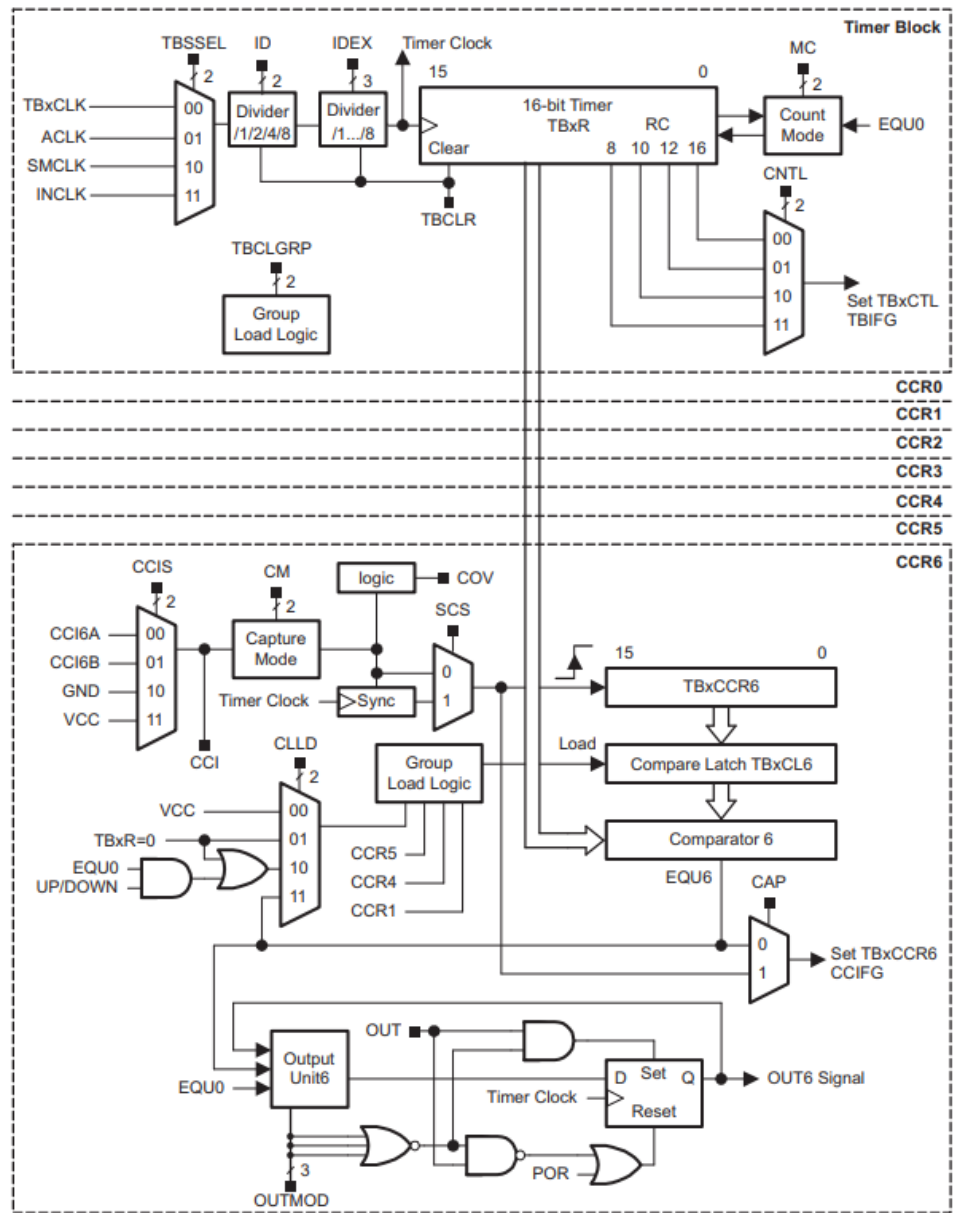 Timer Block
TBSSEL
ID
IDEX
Timer Clock
MC
2
2
3
15
0
2
TBxCLK
ACLK
SMCLK
INCLK
00
01
10
11
Divider
/1/2/4/8
Divider
/1.../8
16-bit Timer
TBxR
RC
Clear
8
10
12
16
Count
Mode
EQU0
TBCLR
CNTL
2
00
01
10
11
Set TBxCTL
TBIFG
TBCLGRP
2
Group
Load Logic
CCR0
CCR1
CCR2
CCR3
CCR4
CCR5
CCR6
CCIS
2
CM
2
logic
COV
SCS
CCI6A
CCI6B
GND
VCC
00
01
10
11
Capture
Mode
0
1
Timer Clock
Sync
CCI
15
0
TBxCCR6
Load
Compare Latch TBxCL6
Comparator 6
EQU6
CLLD
2
Group
Load Logic
VCC
TBxR=0
EQU0
UP/DOWN
00
01
10
11
CCR5
CCR4
CCR1
CAP
0
1
Set TBxCCR6
CCIFG
OUT
Output
Unit6
EQU0
D
Set
Q
Reset
Timer Clock
OUT6 Signal
POR
3
OUTMOD